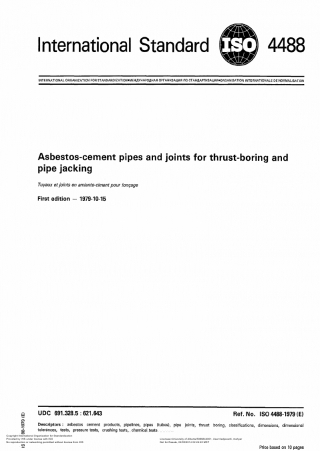 International Standard ISO 4488
INTERNATIONAL ORGANIZATION FOR STANDARDIZATION•МЕЖДУНАРОДНАЯ ОРГАНИЗАЦИЯ ПО СТАНДАРТИЗАЦИИ•ORGANISATION INTERNATIONALE DE NORMALISATION
Asbestos-cement pipes and joints for thrust-boring and
pipe jacking
Tuyaux et joints en amiante-ciment pour fonçage
First edition — 1979-10-15
UDC 691.328.5 : 621.643
Ref. No. ISO 4488-1979 (E)
Descriptors : asbestos cement products, pipelines, pipes (tubes), pipe joints, thrust boring, classifications, dimensions, dimensional
tolerances, tests, pressure tests, crushing tests, chemical tests
Price based on 10 pages